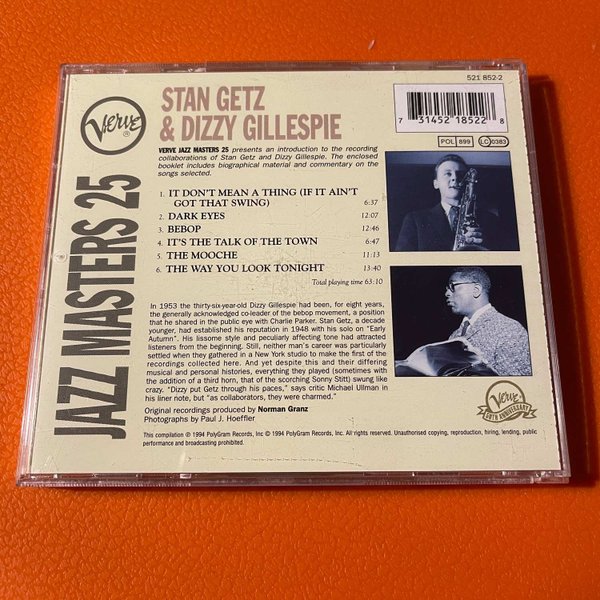 521 852-2
7 31452 18522 8
POL 899 LC 0383
Verve
®
STAN GETZ
& DIZZY GILLESPIE
VERVE JAZZ MASTERS 25 presents an introduction to the recording
collaborations of Stan Getz and Dizzy Gillespie. The enclosed
booklet includes biographical material and commentary on the
songs selected.
1. IT DON'T MEAN A THING (IF IT AIN'T
GOT THAT SWING) 6:37
2. DARK EYES 12:07
3. BEBOP 12:46
4. IT'S THE TALK OF THE TOWN 6:47
5. THE MOOCHE 11:13
6. THE WAY YOU LOOK TONIGHT 13:40
Total playing time 63:10
JAZZ MASTERS 25
In 1953 the thirty-six-year-old Dizzy Gillespie had been, for eight years,
the generally acknowledged co-leader of the bebop movement, a position
that he shared in the public eye with Charlie Parker. Stan Getz, a decade
younger, had established his reputation in 1948 with his solo on "Early
Autumn". His lissome style and peculiarly affecting tone had attracted
listeners from the beginning. Still, neither man's career was particularly
settled when they gathered in a New York studio to make the first of the
recordings collected here. And yet despite this and their differing
musical and personal histories, everything they played (sometimes
with the addition of a third horn, that of the scorching Sonny Stitt) swung like
crazy. "Dizzy put Getz through his paces," says critic Michael Ullman in
his liner note, but "as collaborators, they were charmed."
Original recordings produced by Norman Granz
Photographs by Paul J. Hoeffler
Verve
50TH ANNIVERSARY
This compilation ℗ 1994 PolyGram Records, Inc © 1994 PolyGram Records, Inc. All rights reserved. Unauthorised copying, reproduction, hiring, lending, public
performance and broadcasting prohibited.